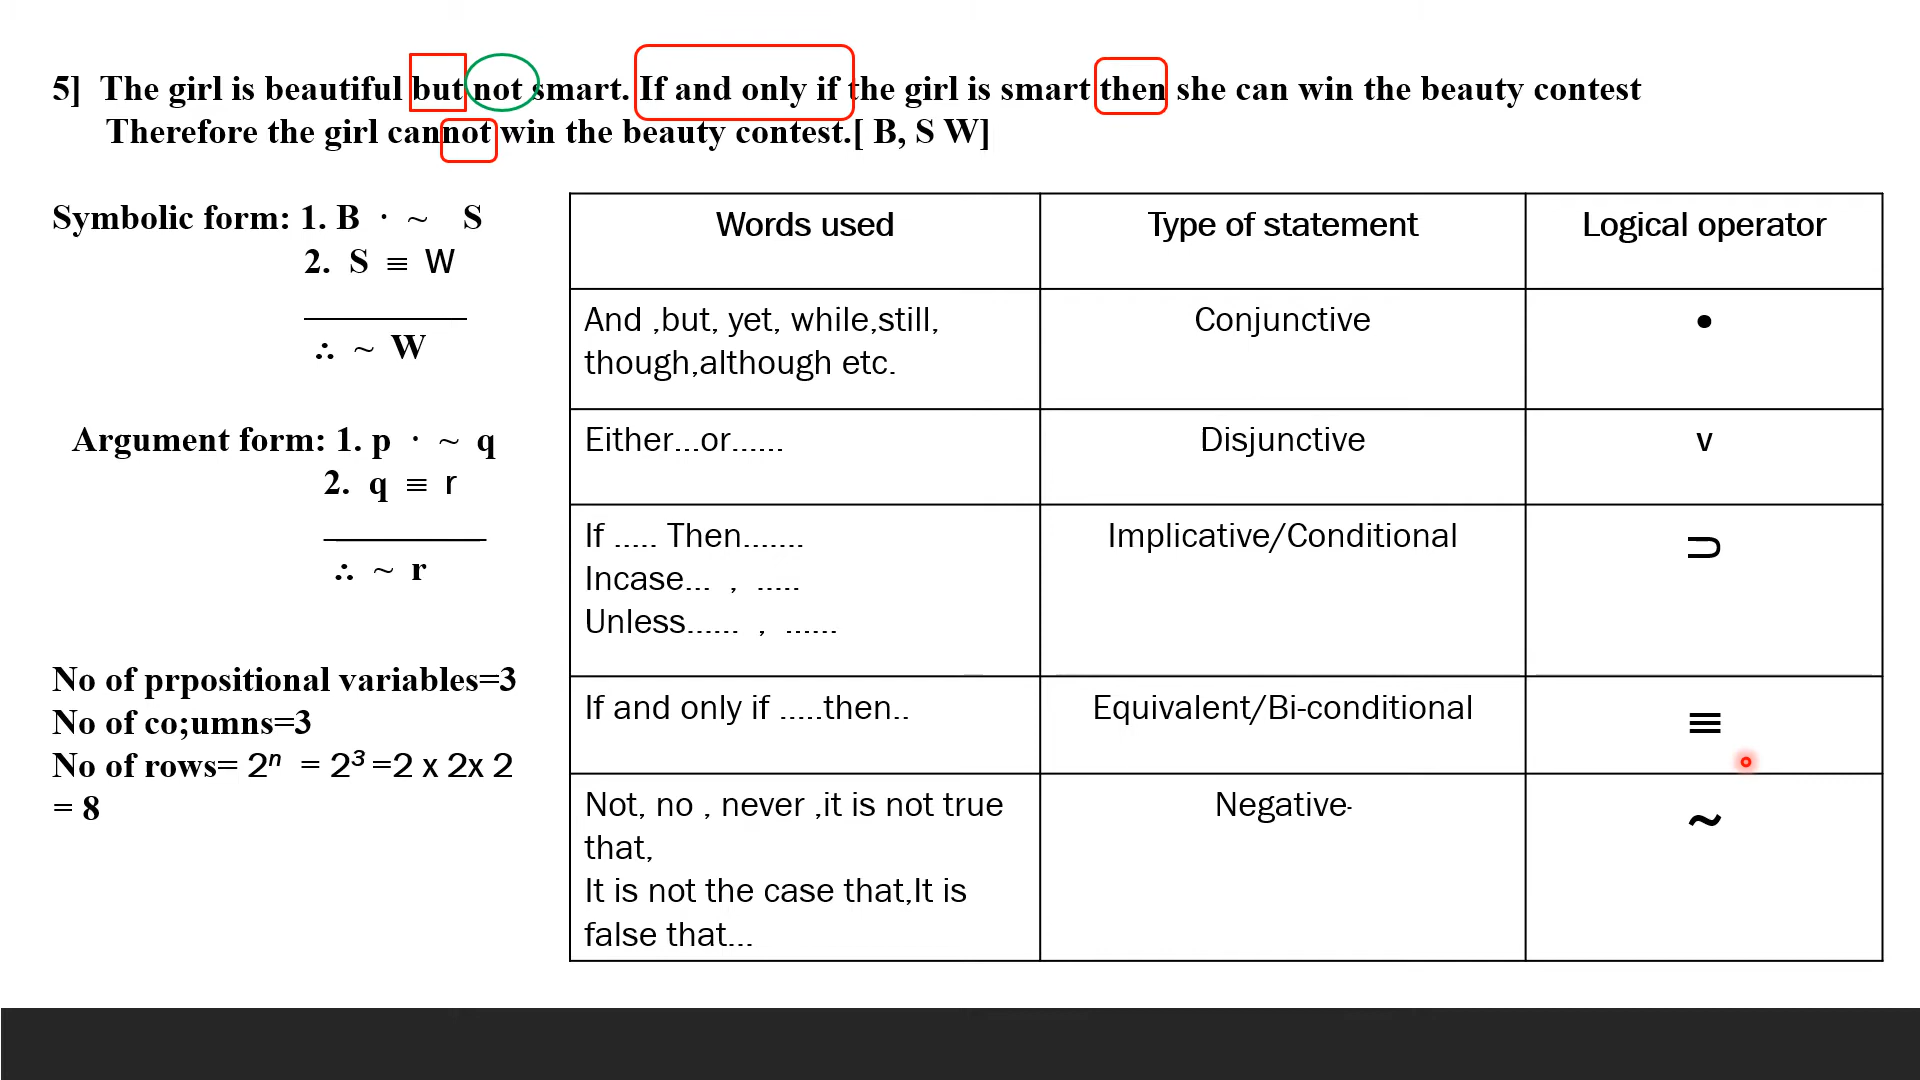 5] The girl is beautiful but not smart. If and only if the girl is smart then she can win the beauty contest
Therefore the girl cannot win the beauty contest.[ B, S W]
Symbolic form: 1. B · ~ S
2. S ≡ W
∴ ~ W
Argument form: 1. p · ~ q
2. q ≡ r
∴ ~ r
No of prpositional variables=3
No of co;umns=3
No of rows= 2ⁿ = 2³ =2 x 2x 2
= 8
Words used Type of statement Logical operator
And ,but, yet, while,still, Conjunctive •
though,although etc.
Either...or...... Disjunctive v
If ..... Then....... Implicative/Conditional ⊃
Incase... , .....
Unless...... , ......
If and only if .....then.. Equivalent/Bi-conditional ≡
Not, no , never ,it is not true Negative- ~
that,
It is not the case that,It is
false that...